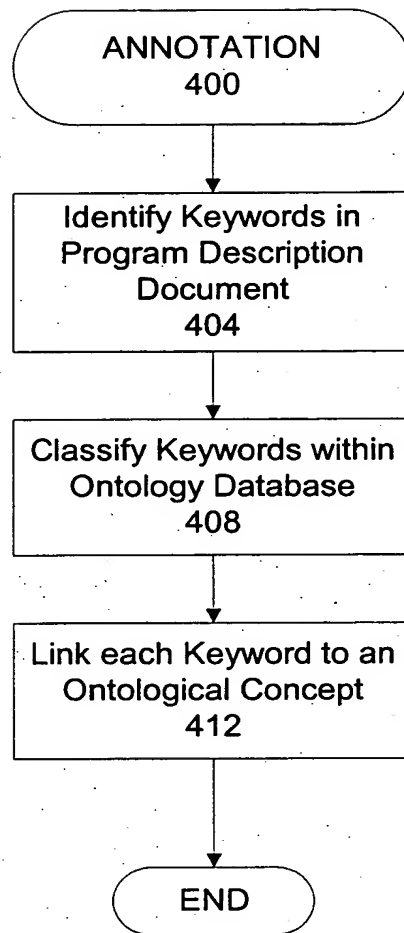 ANNOTATION
400
Identify Keywords in
Program Description
Document
404
Classify Keywords within
Ontology Database
408
Link each Keyword to an
Ontological Concept
412
END